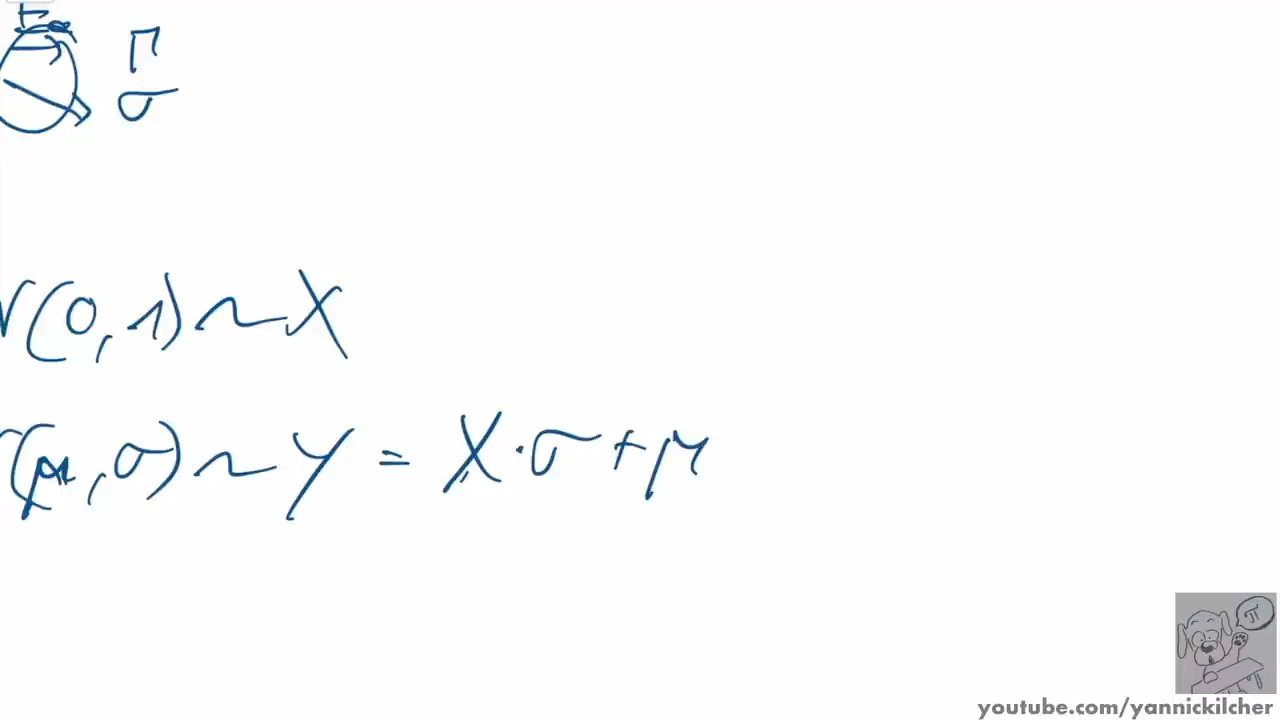 Γ
σ
N(0,1) ~ X
(μ,σ) ~ Y = X·σ+μ
π
youtube.com/yannickilcher